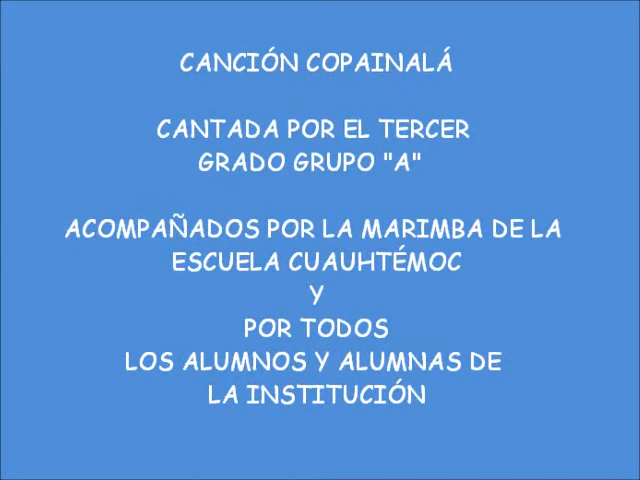 CANCIÓN COPAINALÁ
CANTADA POR EL TERCER
GRADO GRUPO "A"
ACOMPAÑADOS POR LA MARIMBA DE LA
ESCUELA CUAUHTÉMOC
Y
POR TODOS
LOS ALUMNOS Y ALUMNAS DE
LA INSTITUCIÓN